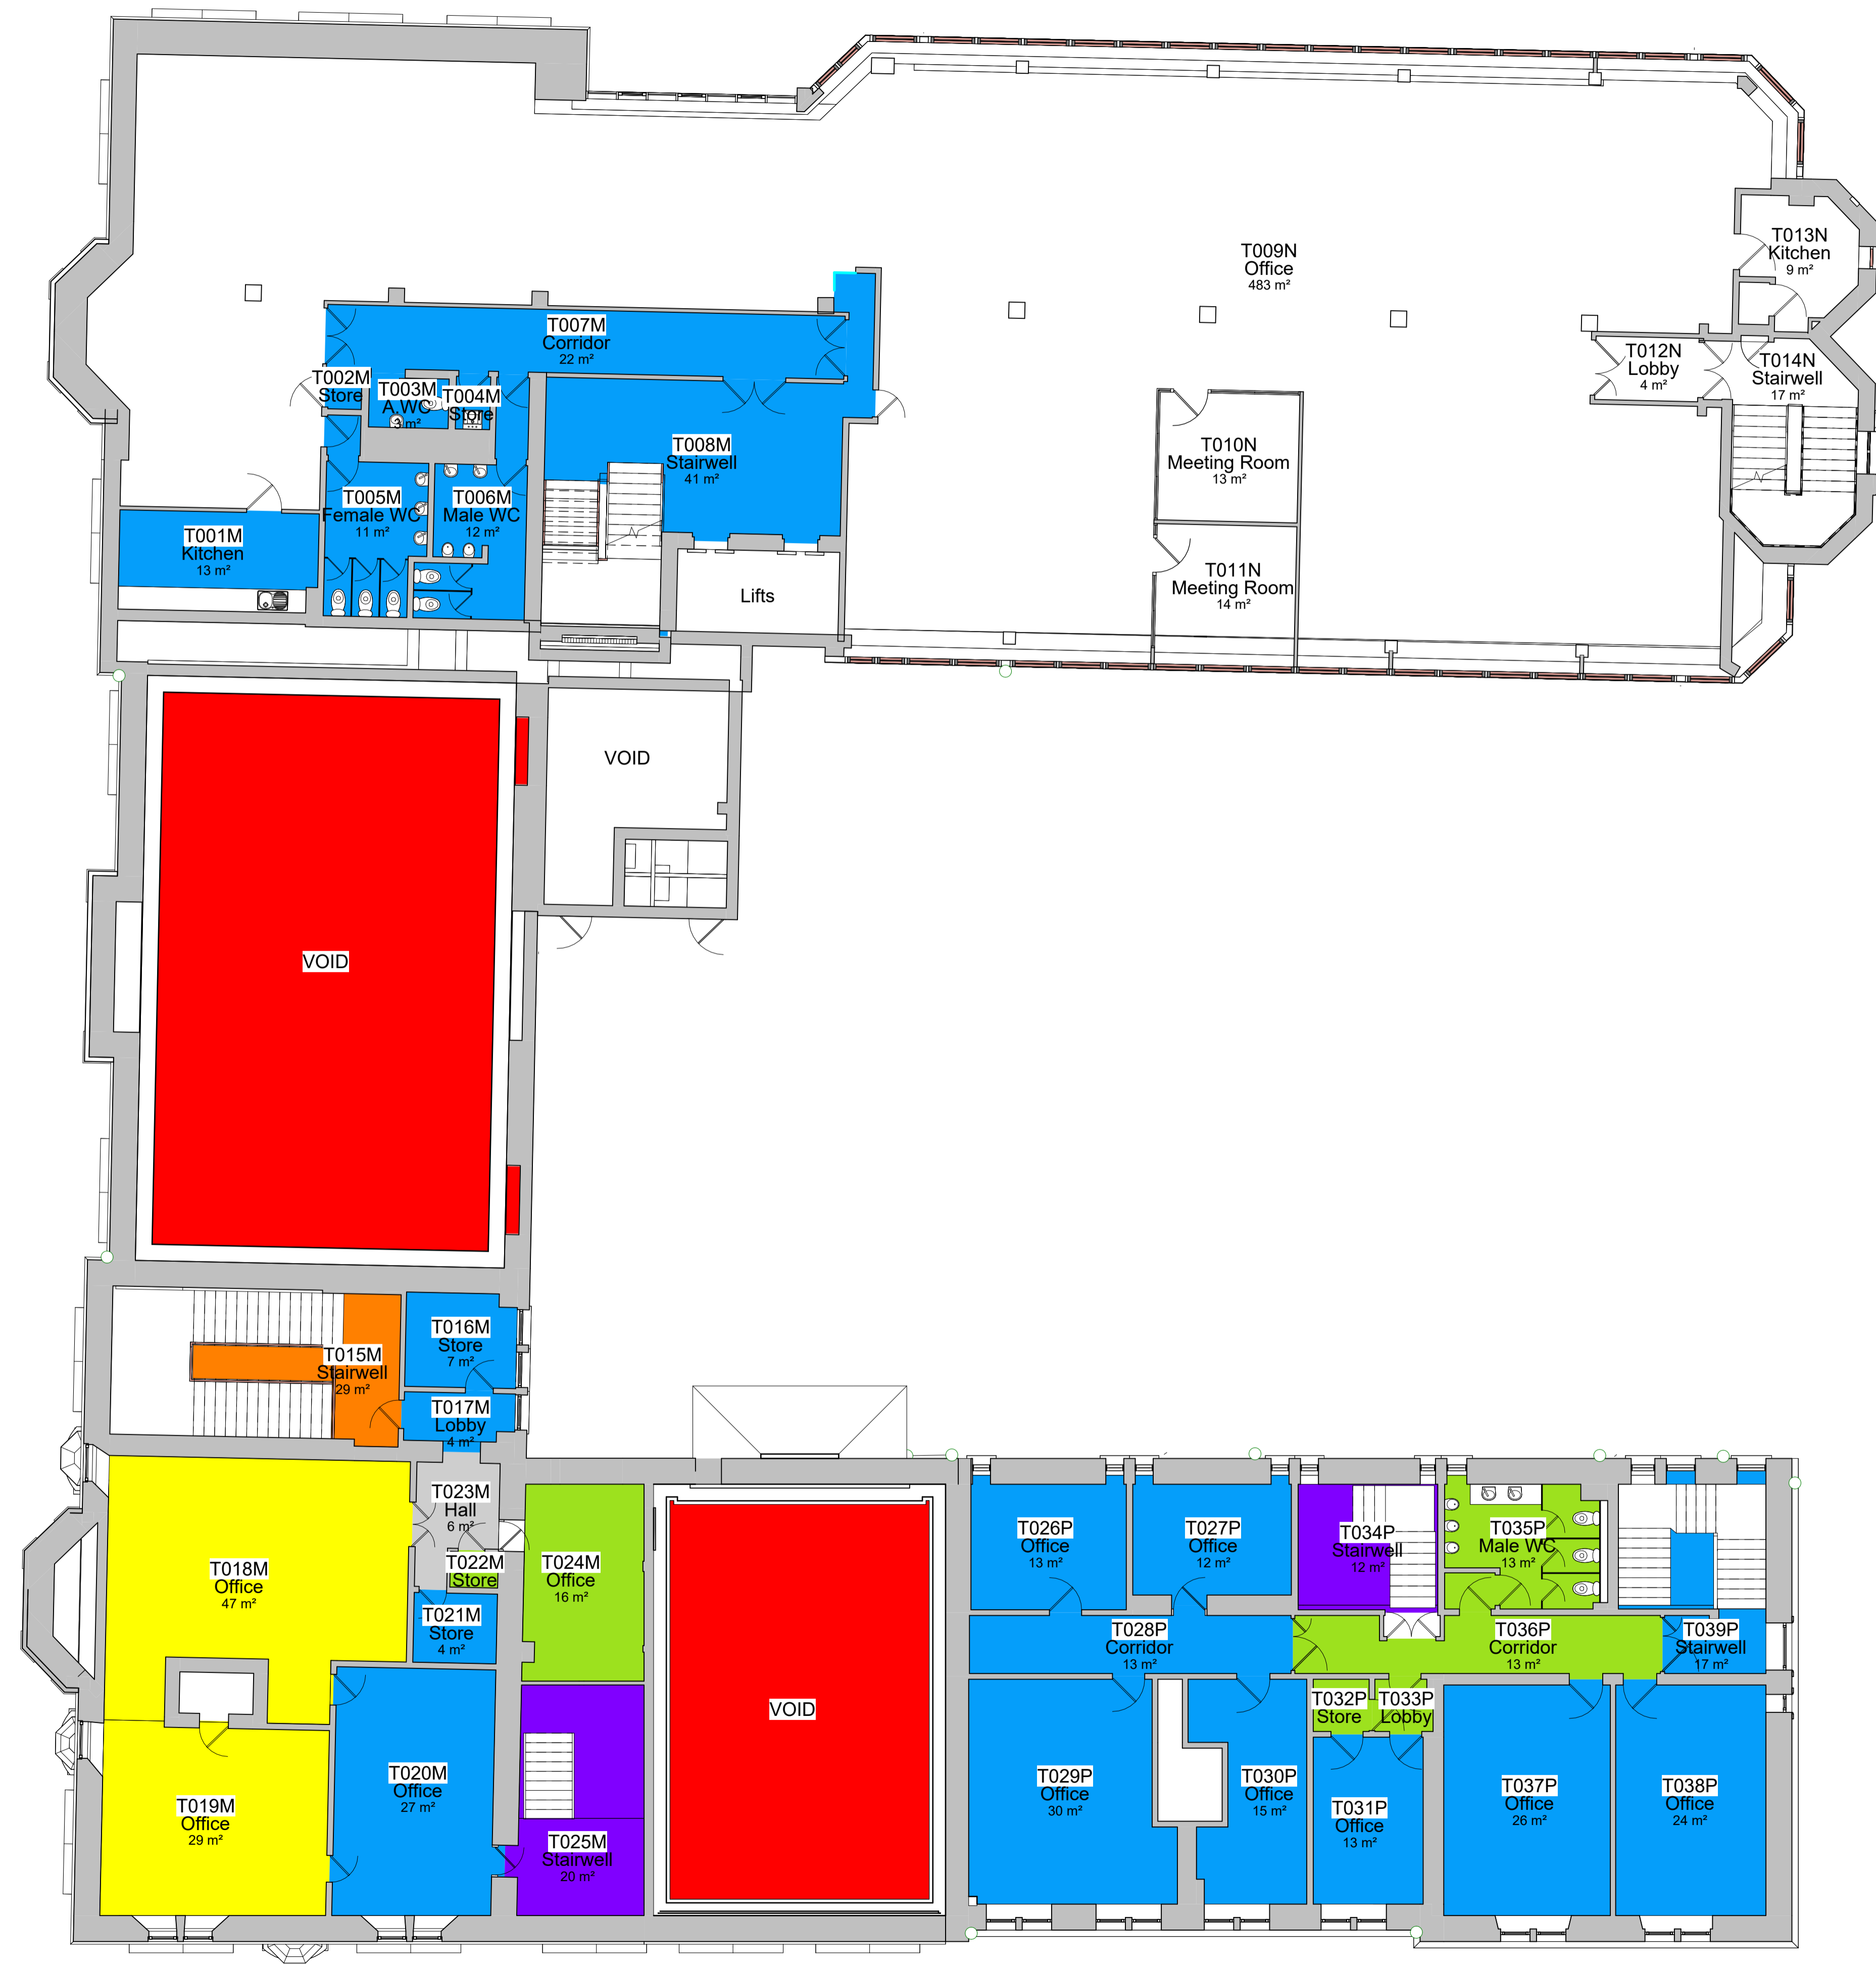 T009N
Office
483 m²
T013N
Kitchen
9 m²
T007M
Corridor
22 m²
T012N
Lobby
4 m²
T014N
Stairwell
17 m²
T002M
Store
T003M
A.WC
3 m²
T004M
Store
T008M
Stairwell
41 m²
T010N
Meeting Room
13 m²
T005M
Female WC
11 m²
T006M
Male WC
12 m²
T001M
Kitchen
13 m²
T011N
Meeting Room
14 m²
Lifts
VOID
VOID
T016M
Store
7 m²
T015M
Stairwell
29 m²
T017M
Lobby
4 m²
T023M
Hall
6 m²
T022M
Store
T018M
Office
47 m²
T024M
Office
16 m²
T021M
Store
4 m²
T026P
Office
13 m²
T027P
Office
12 m²
T034P
Stairwell
12 m²
T035P
Male WC
13 m²
T028P
Corridor
13 m²
T036P
Corridor
13 m²
T039P
Stairwell
17 m²
T032P
Store
T033P
Lobby
VOID
T020M
Office
27 m²
T019M
Office
29 m²
T025M
Stairwell
20 m²
T029P
Office
30 m²
T030P
Office
15 m²
T031P
Office
13 m²
T037P
Office
26 m²
T038P
Office
24 m²